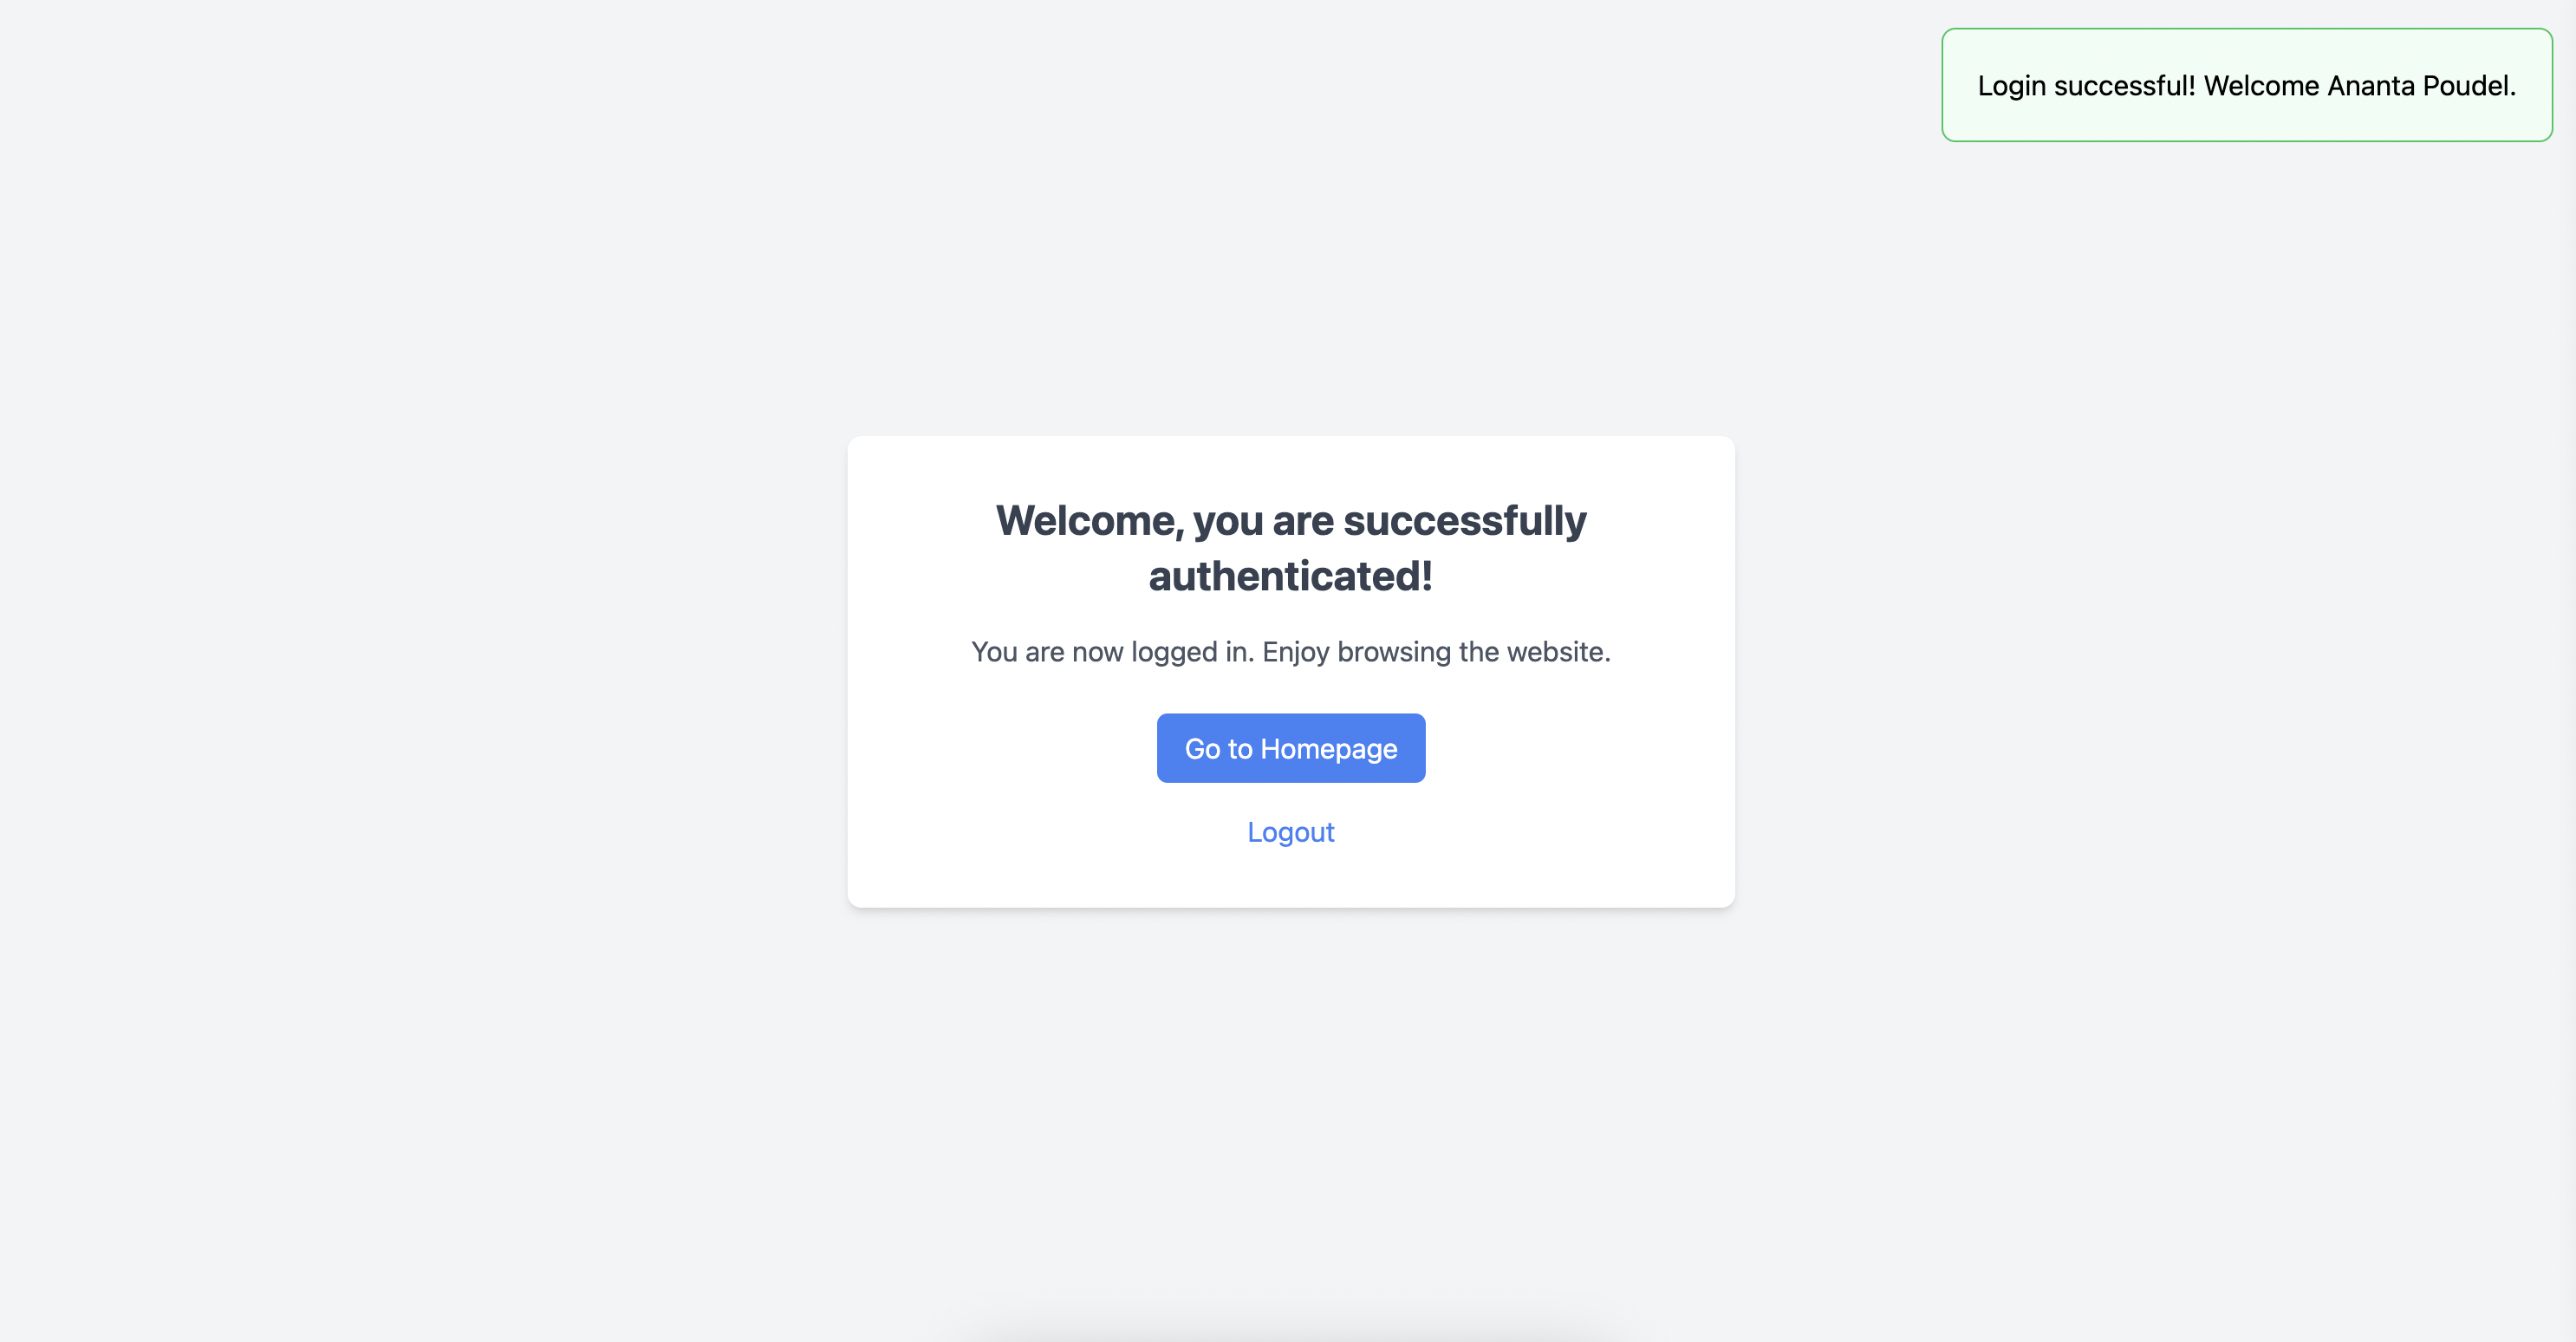 Login successful! Welcome Ananta Poudel.
Welcome, you are successfully
authenticated!
You are now logged in. Enjoy browsing the website.
Go to Homepage
Logout